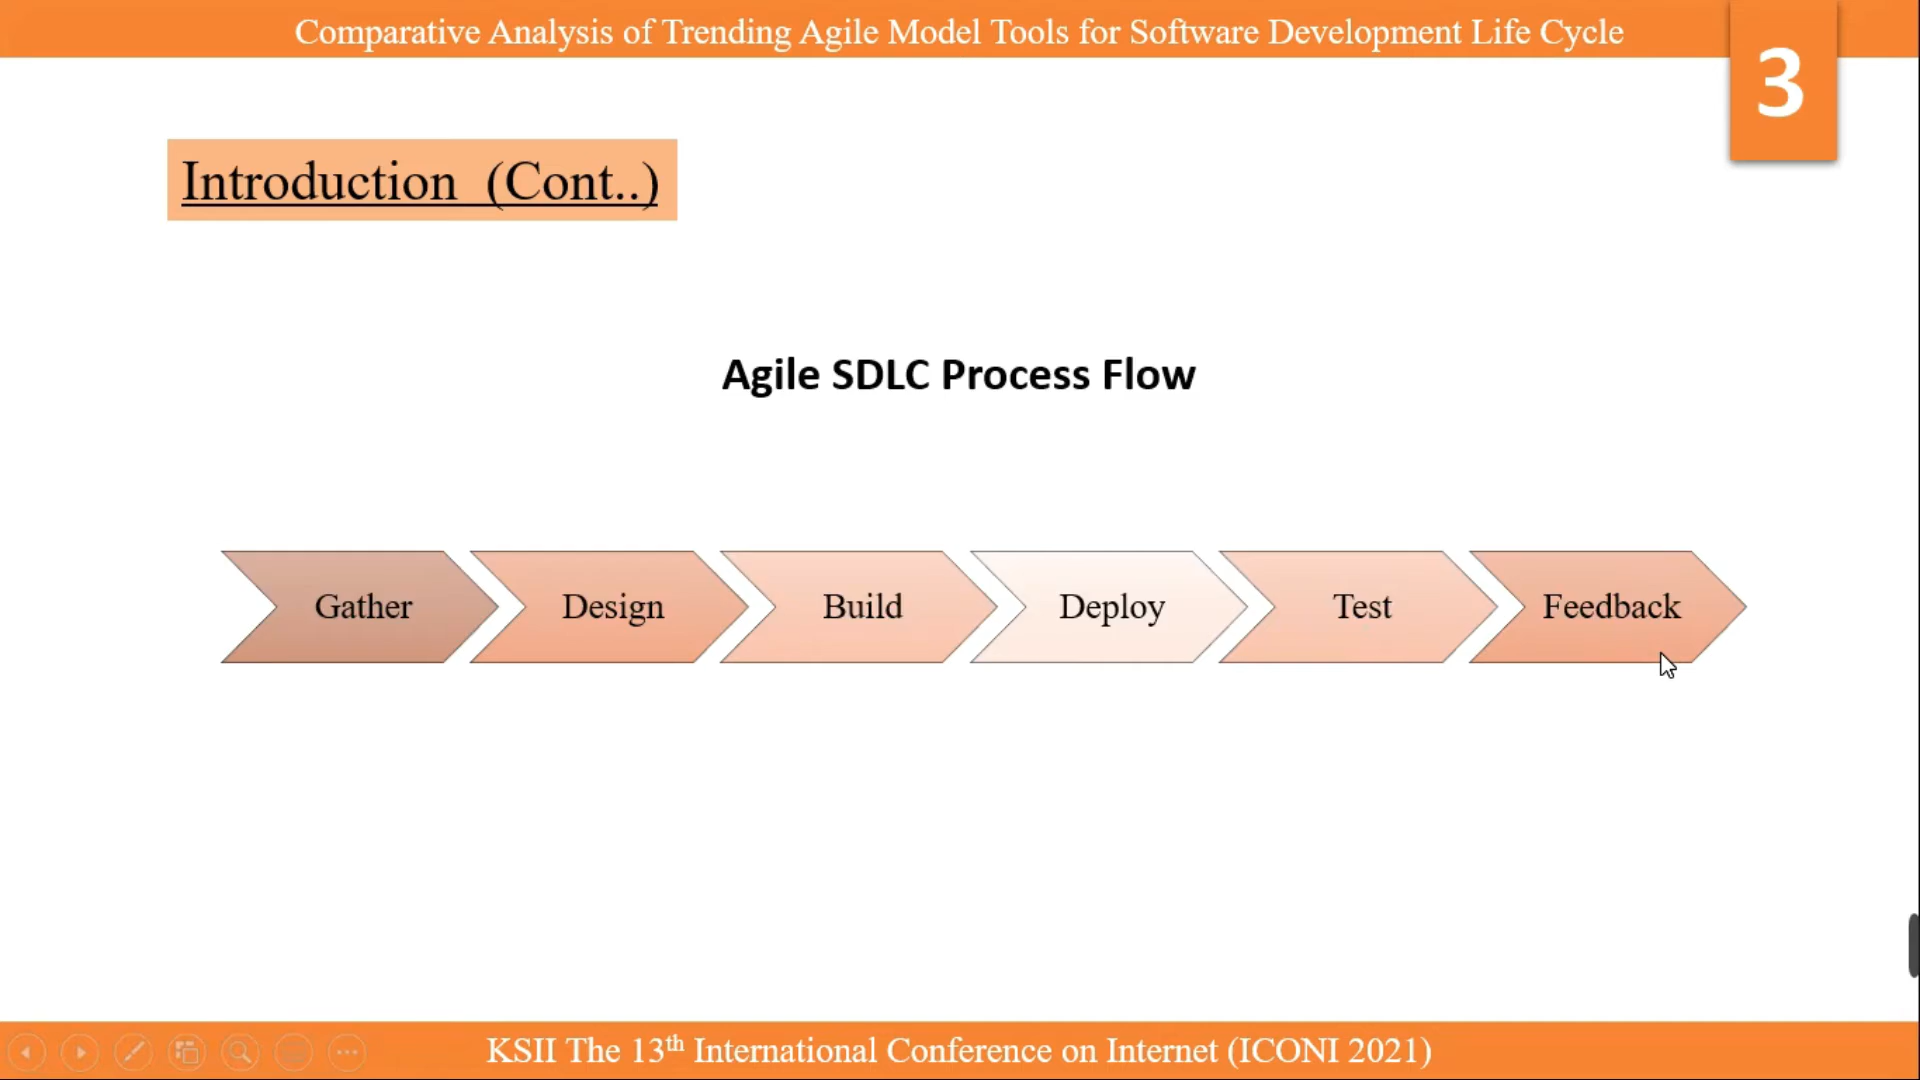 Comparative Analysis of Trending Agile Model Tools for Software Development Life Cycle
3
Introduction (Cont..)
Agile SDLC Process Flow
Gather
Design
Build
Deploy
Test
Feedback
KSII The 13th International Conference on Internet (ICONI 2021)